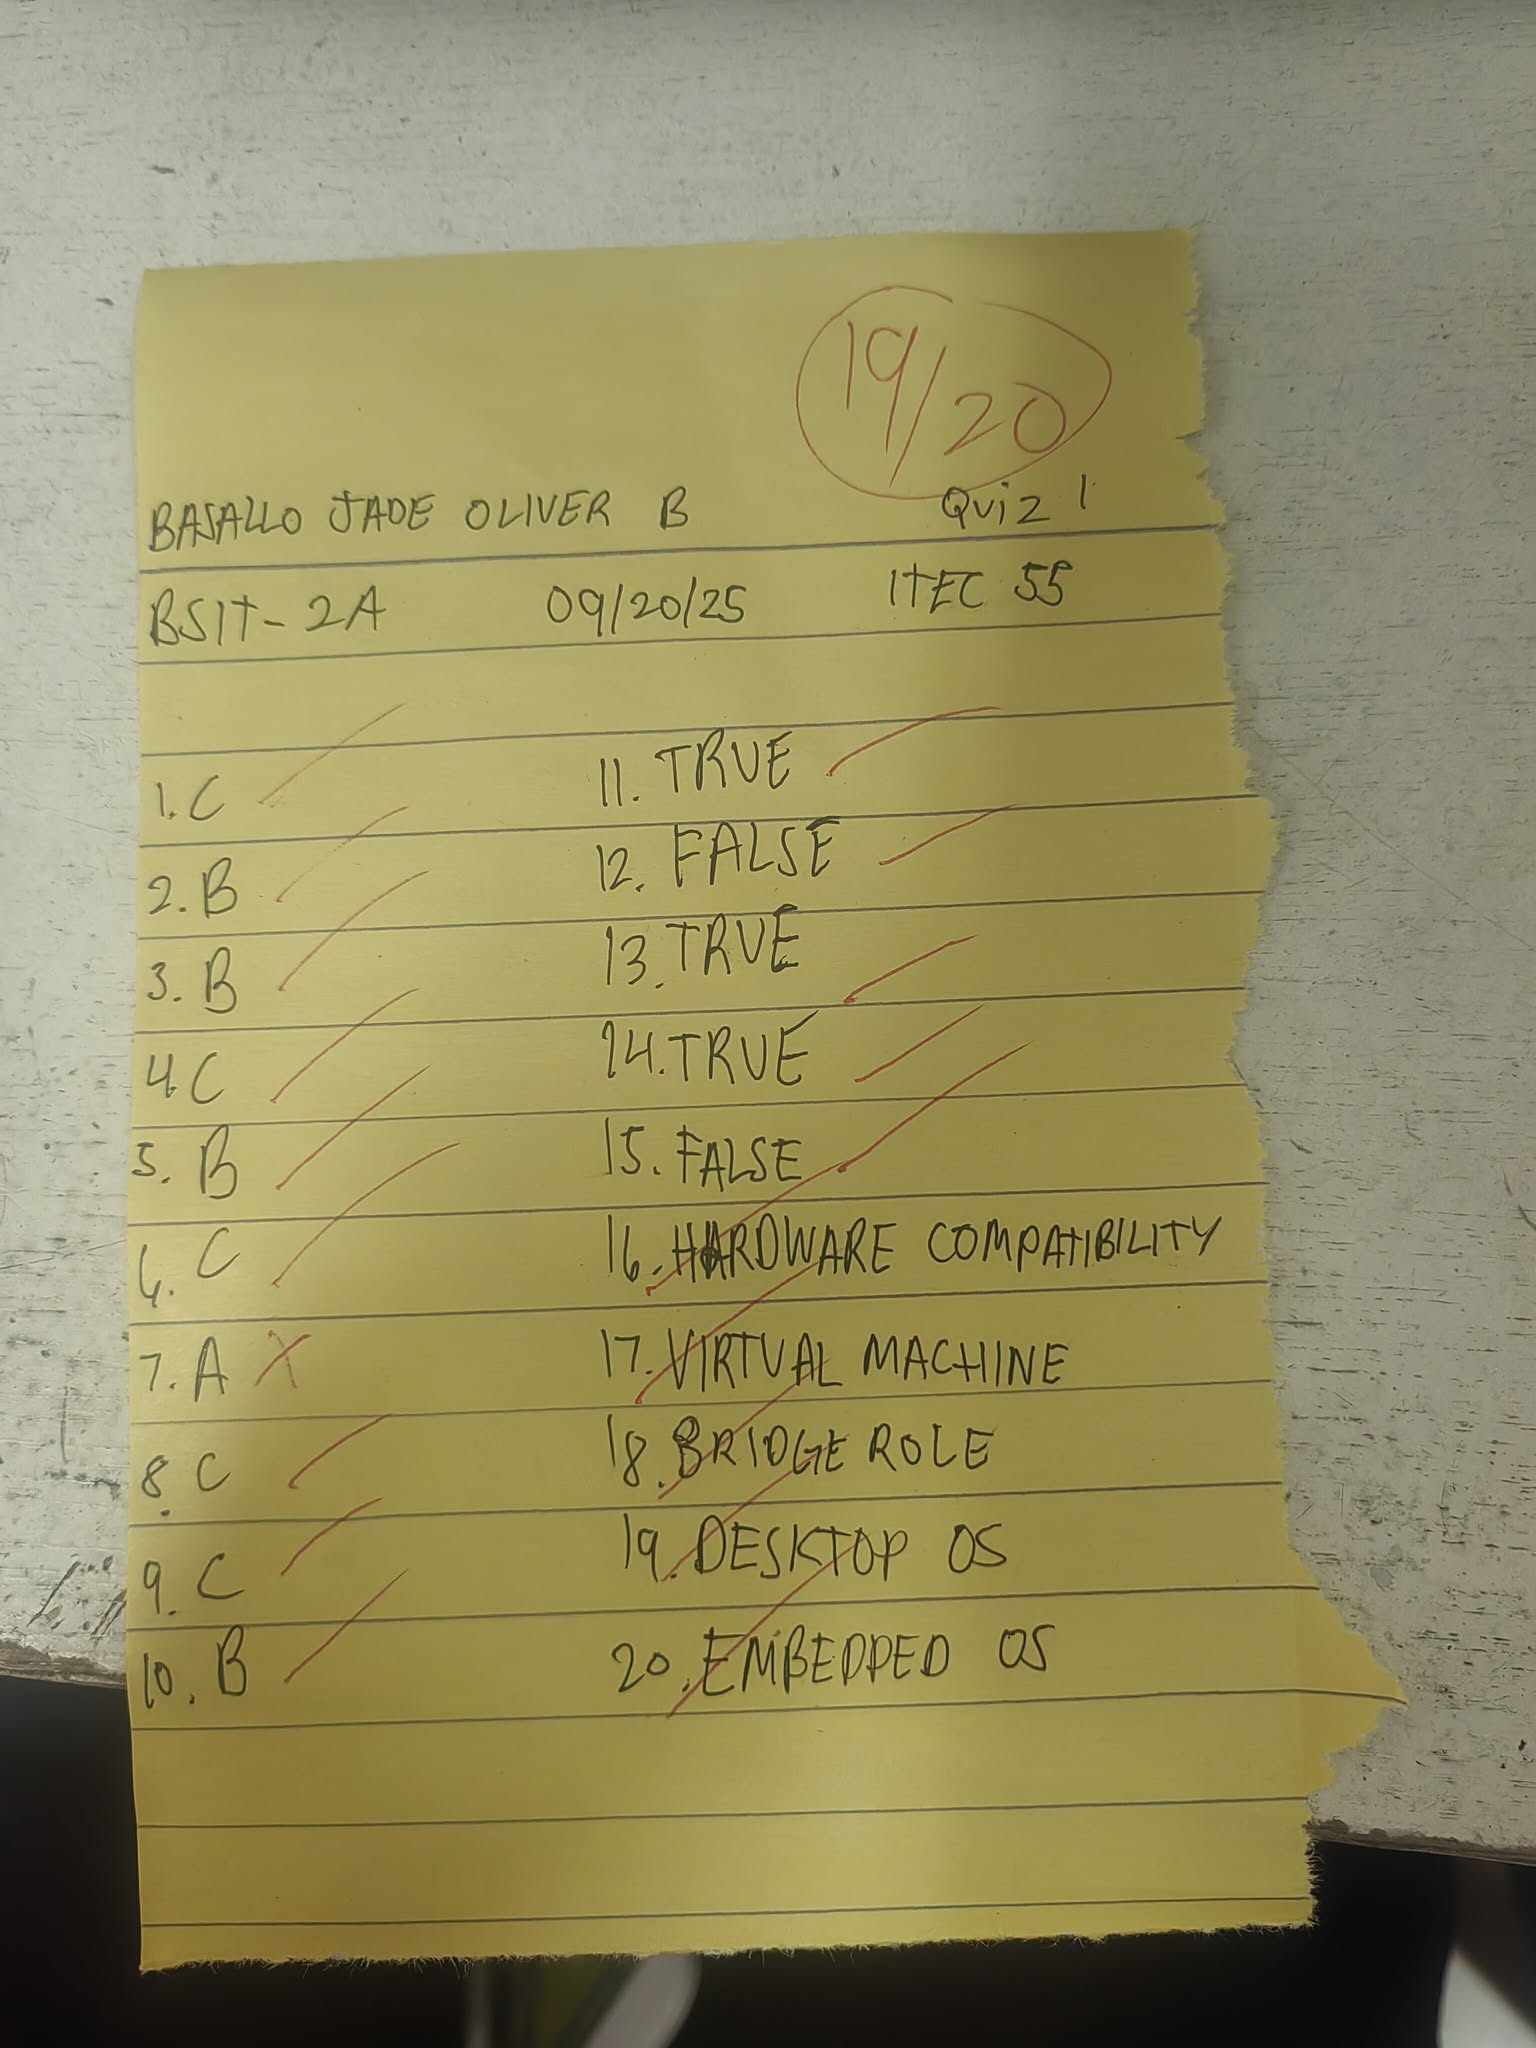 19/20
BASALLO JADE OLIVER B Quiz 1
BSIT-2A 09/20/25 ITEC 55
1. C
2. B
3. B
4. C
5. B
6. C
7. A X
8. C
9. C
10. B
11. TRUE
12. FALSE
13. TRUE
14. TRUE
15. FALSE
16. HARDWARE COMPATIBILITY
17. VIRTUAL MACHINE
18. BRIDGE ROLE
19. DESKTOP OS
20. EMBEDDED OS